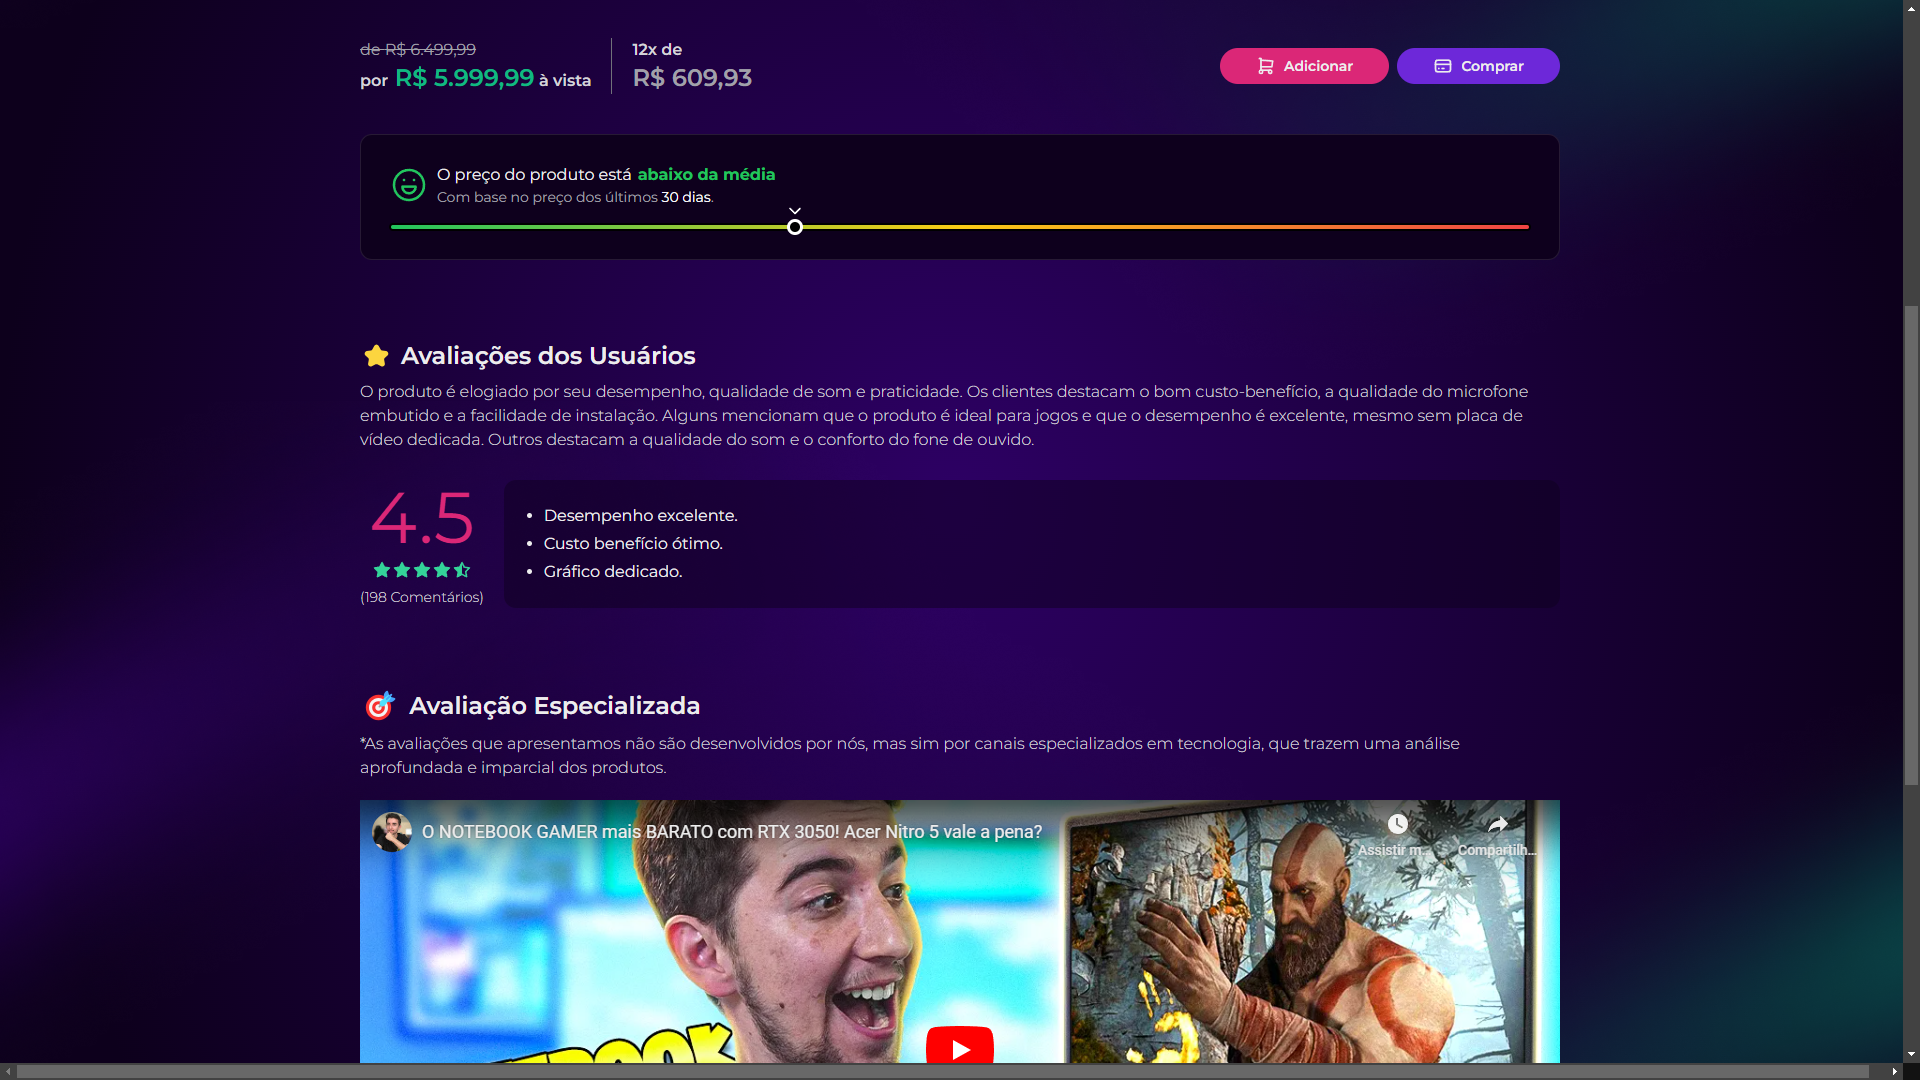 de R$ 6.499,99
por R$ 5.999,99 à vista
12x de
R$ 609,93
Adicionar
Comprar
O preço do produto está abaixo da média
Com base no preço dos últimos 30 dias.
Avaliações dos Usuários
O produto é elogiado por seu desempenho, qualidade de som e praticidade. Os clientes destacam o bom custo-benefício, a qualidade do microfone
embutido e a facilidade de instalação. Alguns mencionam que o produto é ideal para jogos e que o desempenho é excelente, mesmo sem placa de
vídeo dedicada. Outros destacam a qualidade do som e o conforto do fone de ouvido.
4.5
(198 Comentários)
• Desempenho excelente.
• Custo benefício ótimo.
• Gráfico dedicado.
Avaliação Especializada
*As avaliações que apresentamos não são desenvolvidos por nós, mas sim por canais especializados em tecnologia, que trazem uma análise
aprofundada e imparcial dos produtos.
O NOTEBOOK GAMER mais BARATO com RTX 3050! Acer Nitro 5 vale a pena?
Assistir m...
Compartilh...